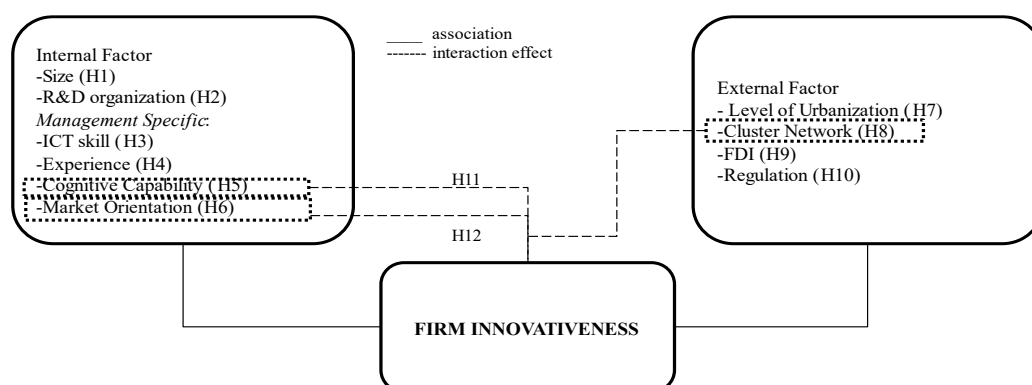 Internal Factor
-Size (H1)
-R&D organization (H2)
Management Specific:
-ICT skill (H3)
-Experience (H4)
-Cognitive Capability (H5)
-Market Orientation (H6)
association
interaction effect
External Factor
- Level of Urbanization (H7)
-Cluster Network (H8)
-FDI (H9)
-Regulation (H10)
H11
H12
FIRM INNOVATIVENESS